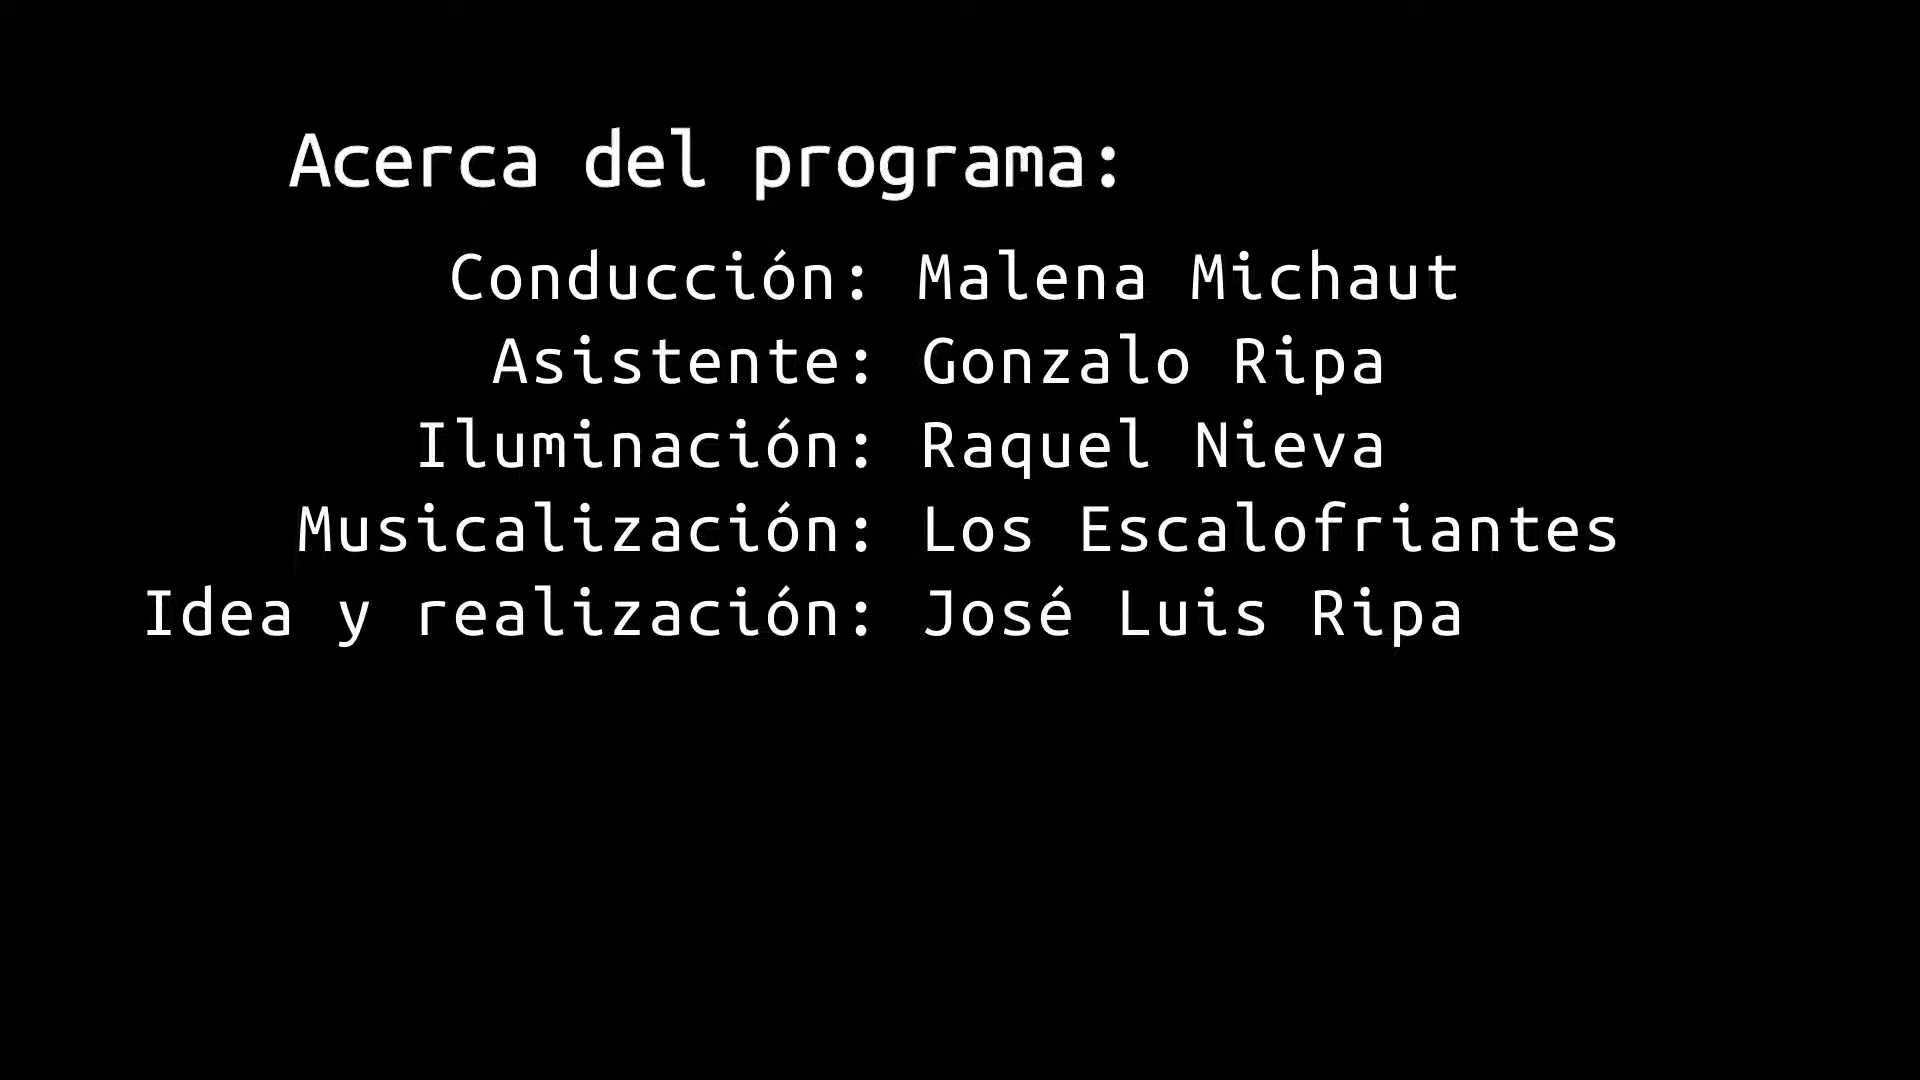 Acerca del programa:
Conducción: Malena Michaut
Asistente: Gonzalo Ripa
Iluminación: Raquel Nieva
Musicalización: Los Escalofriantes
Idea y realización: José Luis Ripa